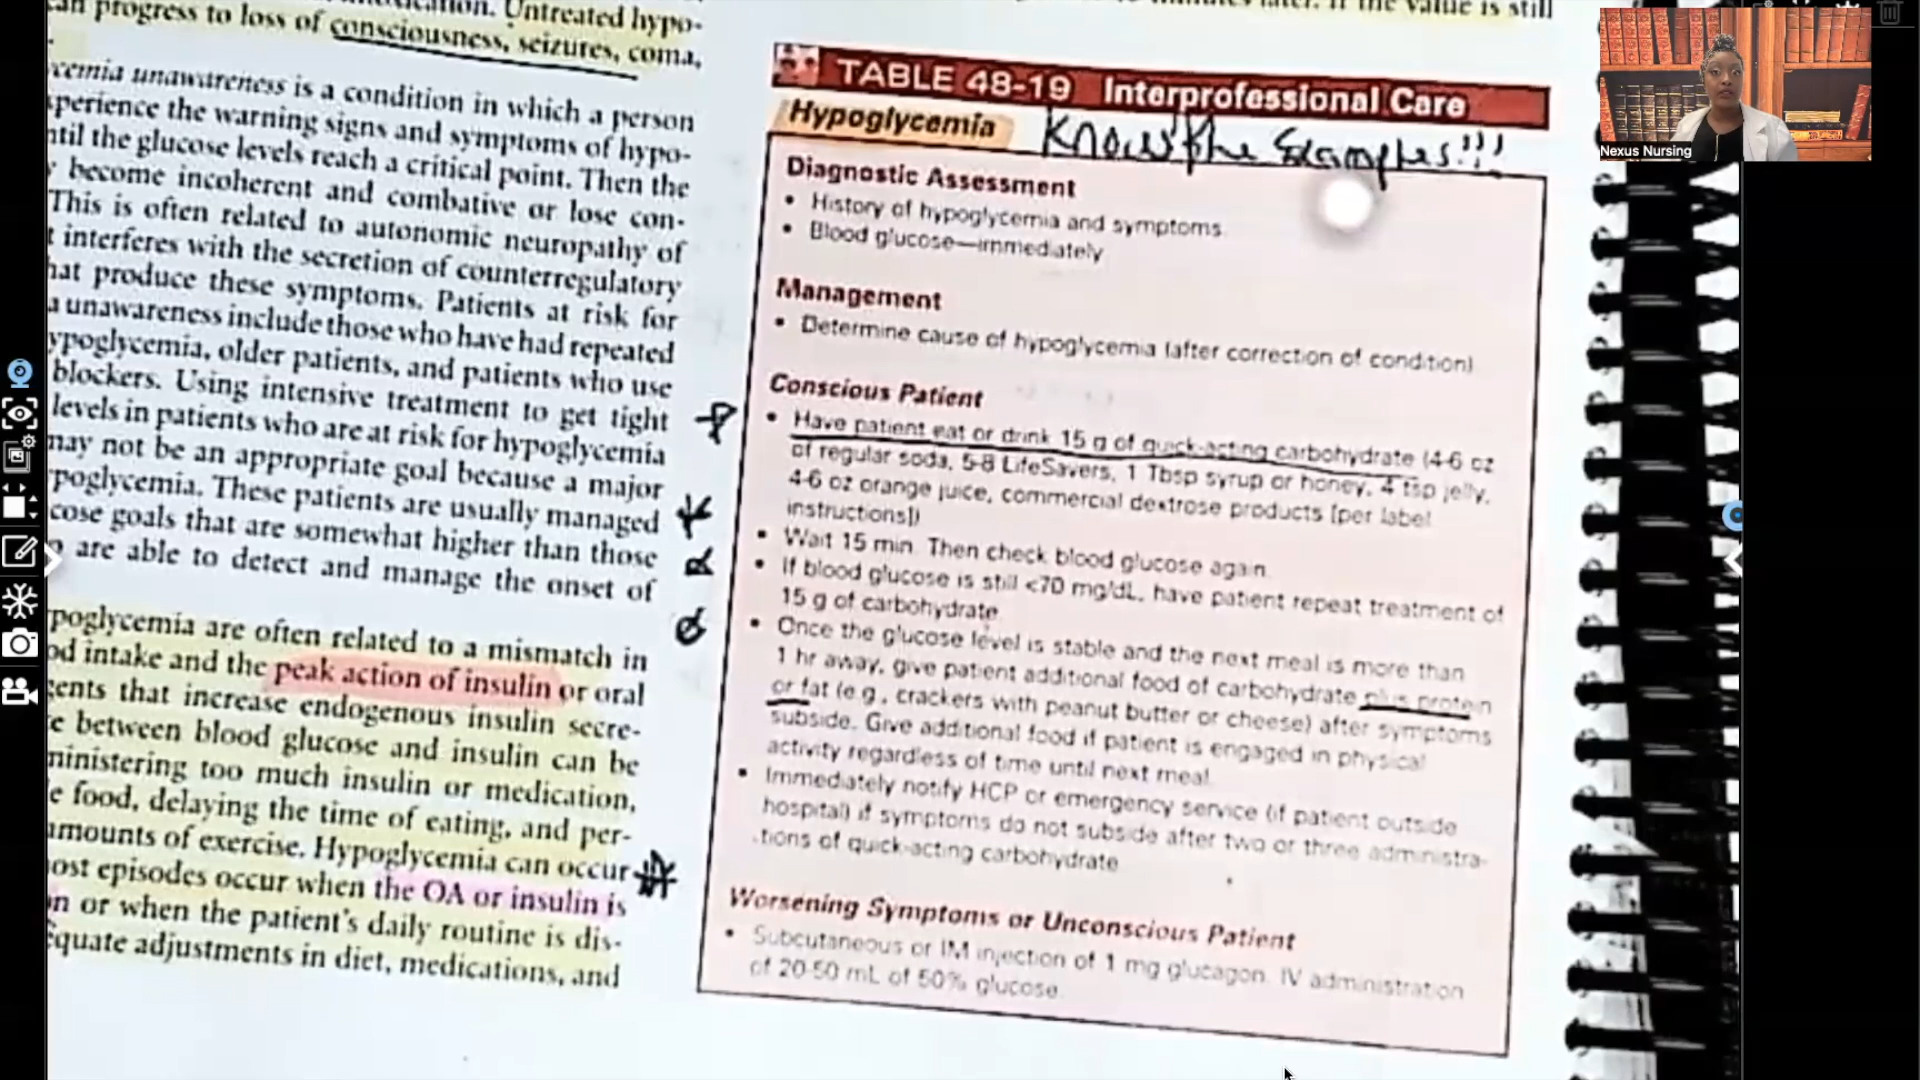 an progress to loss of consciousness, seizures, coma,
ication. Untreated hypo-
cemia unawareness is a condition in which a person
xperience the warning signs and symptoms of hypo-
ntil the glucose levels reach a critical point. Then the
y become incoherent and combative or lose con-
This is often related to autonomic neuropathy of
t interferes with the secretion of counterregulatory
hat produce these symptoms. Patients at risk for
a unawareness include those who have had repeated
ypoglycemia, older patients, and patients who use
blockers. Using intensive treatment to get tight
levels in patients who are at risk for hypoglycemia
may not be an appropriate goal because a major
poglycemia. These patients are usually managed
cose goals that are somewhat higher than those
o are able to detect and manage the onset of
poglycemia are often related to a mismatch in
od intake and the peak action of insulin or oral
gents that increase endogenous insulin secre-
e between blood glucose and insulin can be
ministering too much insulin or medication,
e food, delaying the time of eating, and per-
amounts of exercise. Hypoglycemia can occur
ost episodes occur when the OA or insulin is
on or when the patient's daily routine is dis-
equate adjustments in diet, medications, and
If the value is still
TABLE 48-19 Interprofessional Care
Hypoglycemia
Know the Examples!!!
Diagnostic Assessment
• History of hypoglycemia and symptoms
• Blood glucose—immediately
Management
• Determine cause of hypoglycemia (after correction of condition)
Conscious Patient
• Have patient eat or drink 15 g of quick-acting carbohydrate (4-6 oz
of regular soda, 5-8 LifeSavers, 1 Tbsp syrup or honey, 4 tsp jelly,
4-6 oz orange juice, commercial dextrose products [per label
instructions])
• Wait 15 min. Then check blood glucose again.
• If blood glucose is still <70 mg/dL, have patient repeat treatment of
15 g of carbohydrate
• Once the glucose level is stable and the next meal is more than
1 hr away, give patient additional food of carbohydrate plus protein
or fat (e.g., crackers with peanut butter or cheese) after symptoms
subside. Give additional food if patient is engaged in physical
activity regardless of time until next meal.
• Immediately notify HCP or emergency service (if patient outside
hospital) if symptoms do not subside after two or three administra-
tions of quick-acting carbohydrate
Worsening Symptoms or Unconscious Patient
• Subcutaneous or IM injection of 1 mg glucagon. IV administration
of 20-50 mL of 50% glucose.
Nexus Nursing